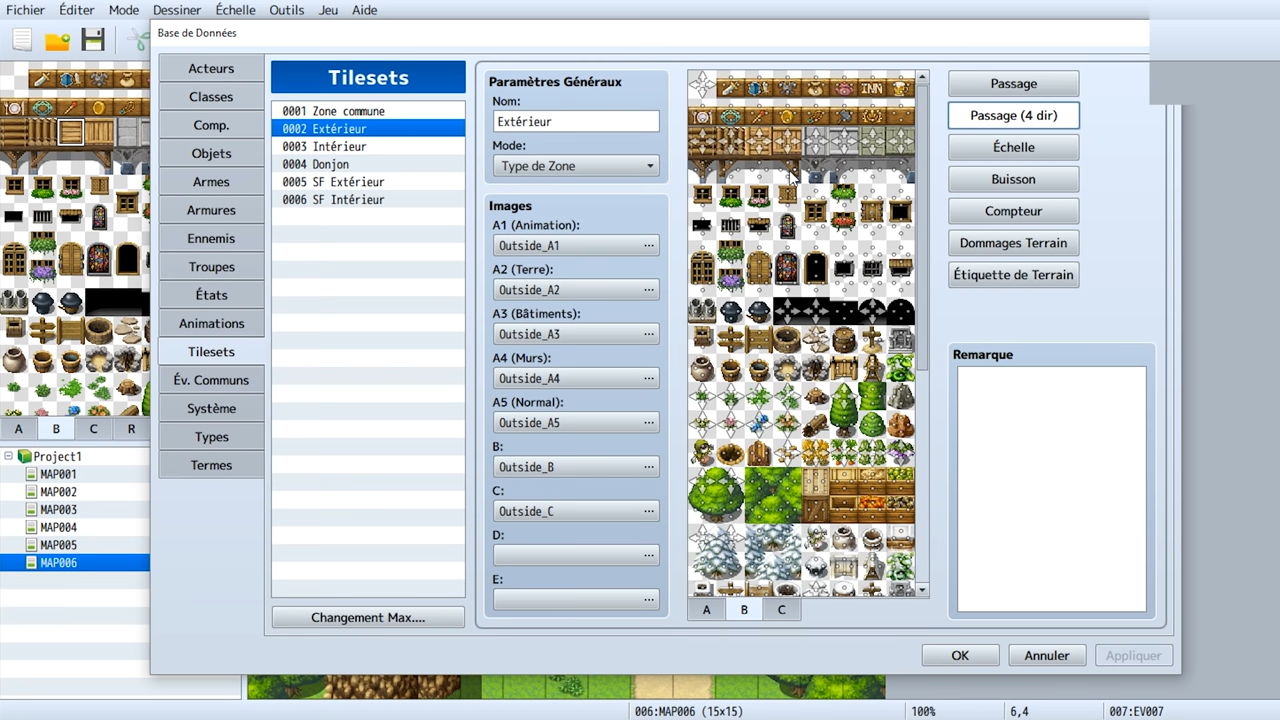 Fichier Éditer Mode Dessiner Échelle Outils Jeu Aide
Base de Données
Acteurs
Classes
Comp.
Objets
Armes
Armures
Ennemis
Troupes
États
Animations
Tilesets
Év. Communs
Système
Types
Termes
Tilesets
0001 Zone commune
0002 Extérieur
0003 Intérieur
0004 Donjon
0005 SF Extérieur
0006 SF Intérieur
Changement Max....
Paramètres Généraux
Nom:
Extérieur
Mode:
Type de Zone
Images
A1 (Animation):
Outside_A1 ...
A2 (Terre):
Outside_A2 ...
A3 (Bâtiments):
Outside_A3 ...
A4 (Murs):
Outside_A4 ...
A5 (Normal):
Outside_A5 ...
B:
Outside_B ...
C:
Outside_C ...
D:
...
E:
...
INN
A B C
Passage
Passage (4 dir)
Échelle
Buisson
Compteur
Dommages Terrain
Étiquette de Terrain
Remarque
OK Annuler Appliquer
A B C R
Project1
MAP001
MAP002
MAP003
MAP004
MAP005
MAP006
006:MAP006 (15x15) 100% 6,4 007:EV007